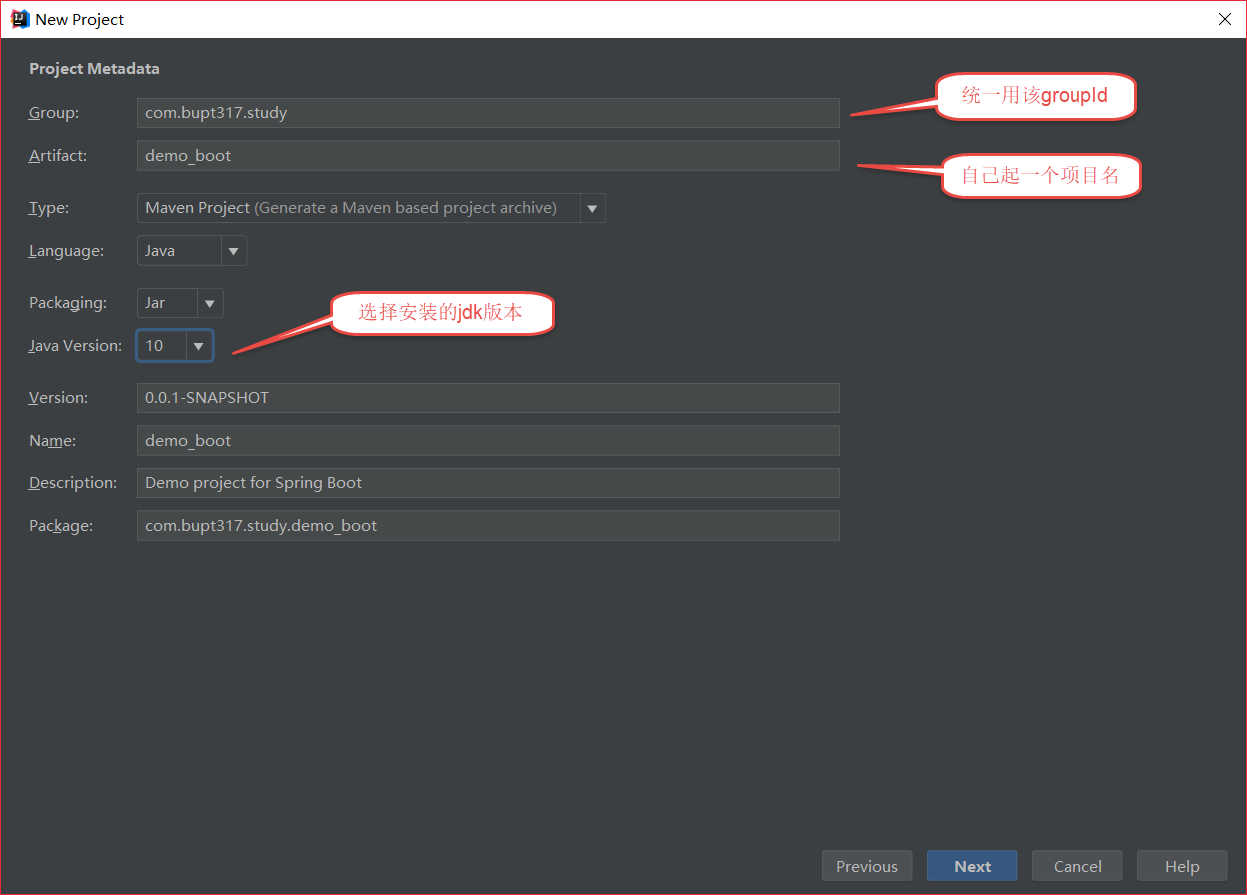 New Project
Project Metadata
Group: com.bupt317.study
统一用该groupId
Artifact: demo_boot
自己起一个项目名
Type: Maven Project (Generate a Maven based project archive)
Language: Java
Packaging: Jar
选择安装的jdk版本
Java Version: 10
Version: 0.0.1-SNAPSHOT
Name: demo_boot
Description: Demo project for Spring Boot
Package: com.bupt317.study.demo_boot
Previous Next Cancel Help